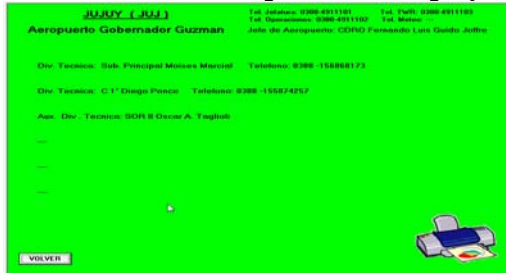 JUJUY ( JUJ )
Tel. Jefatura: 0388-4911101 Tel. TWR: 0388-4911103
Tel. Operaciones: 0388-4911102 Tel. Meteo: ---
Aeropuerto Gobernador Guzman
Jefe de Aeropuerto: CDRO Fernando Luis Guido Joffre
Div. Tecnica: Sub. Principal Moises Marcial Telefono: 0388 -156868173
Div. Tecnica: C 1° Diego Ponce Telefono: 0388 -155874257
Aux. Div . Tecnica: SOR II Oscar A. Taglioli
---
---
---
VOLVER